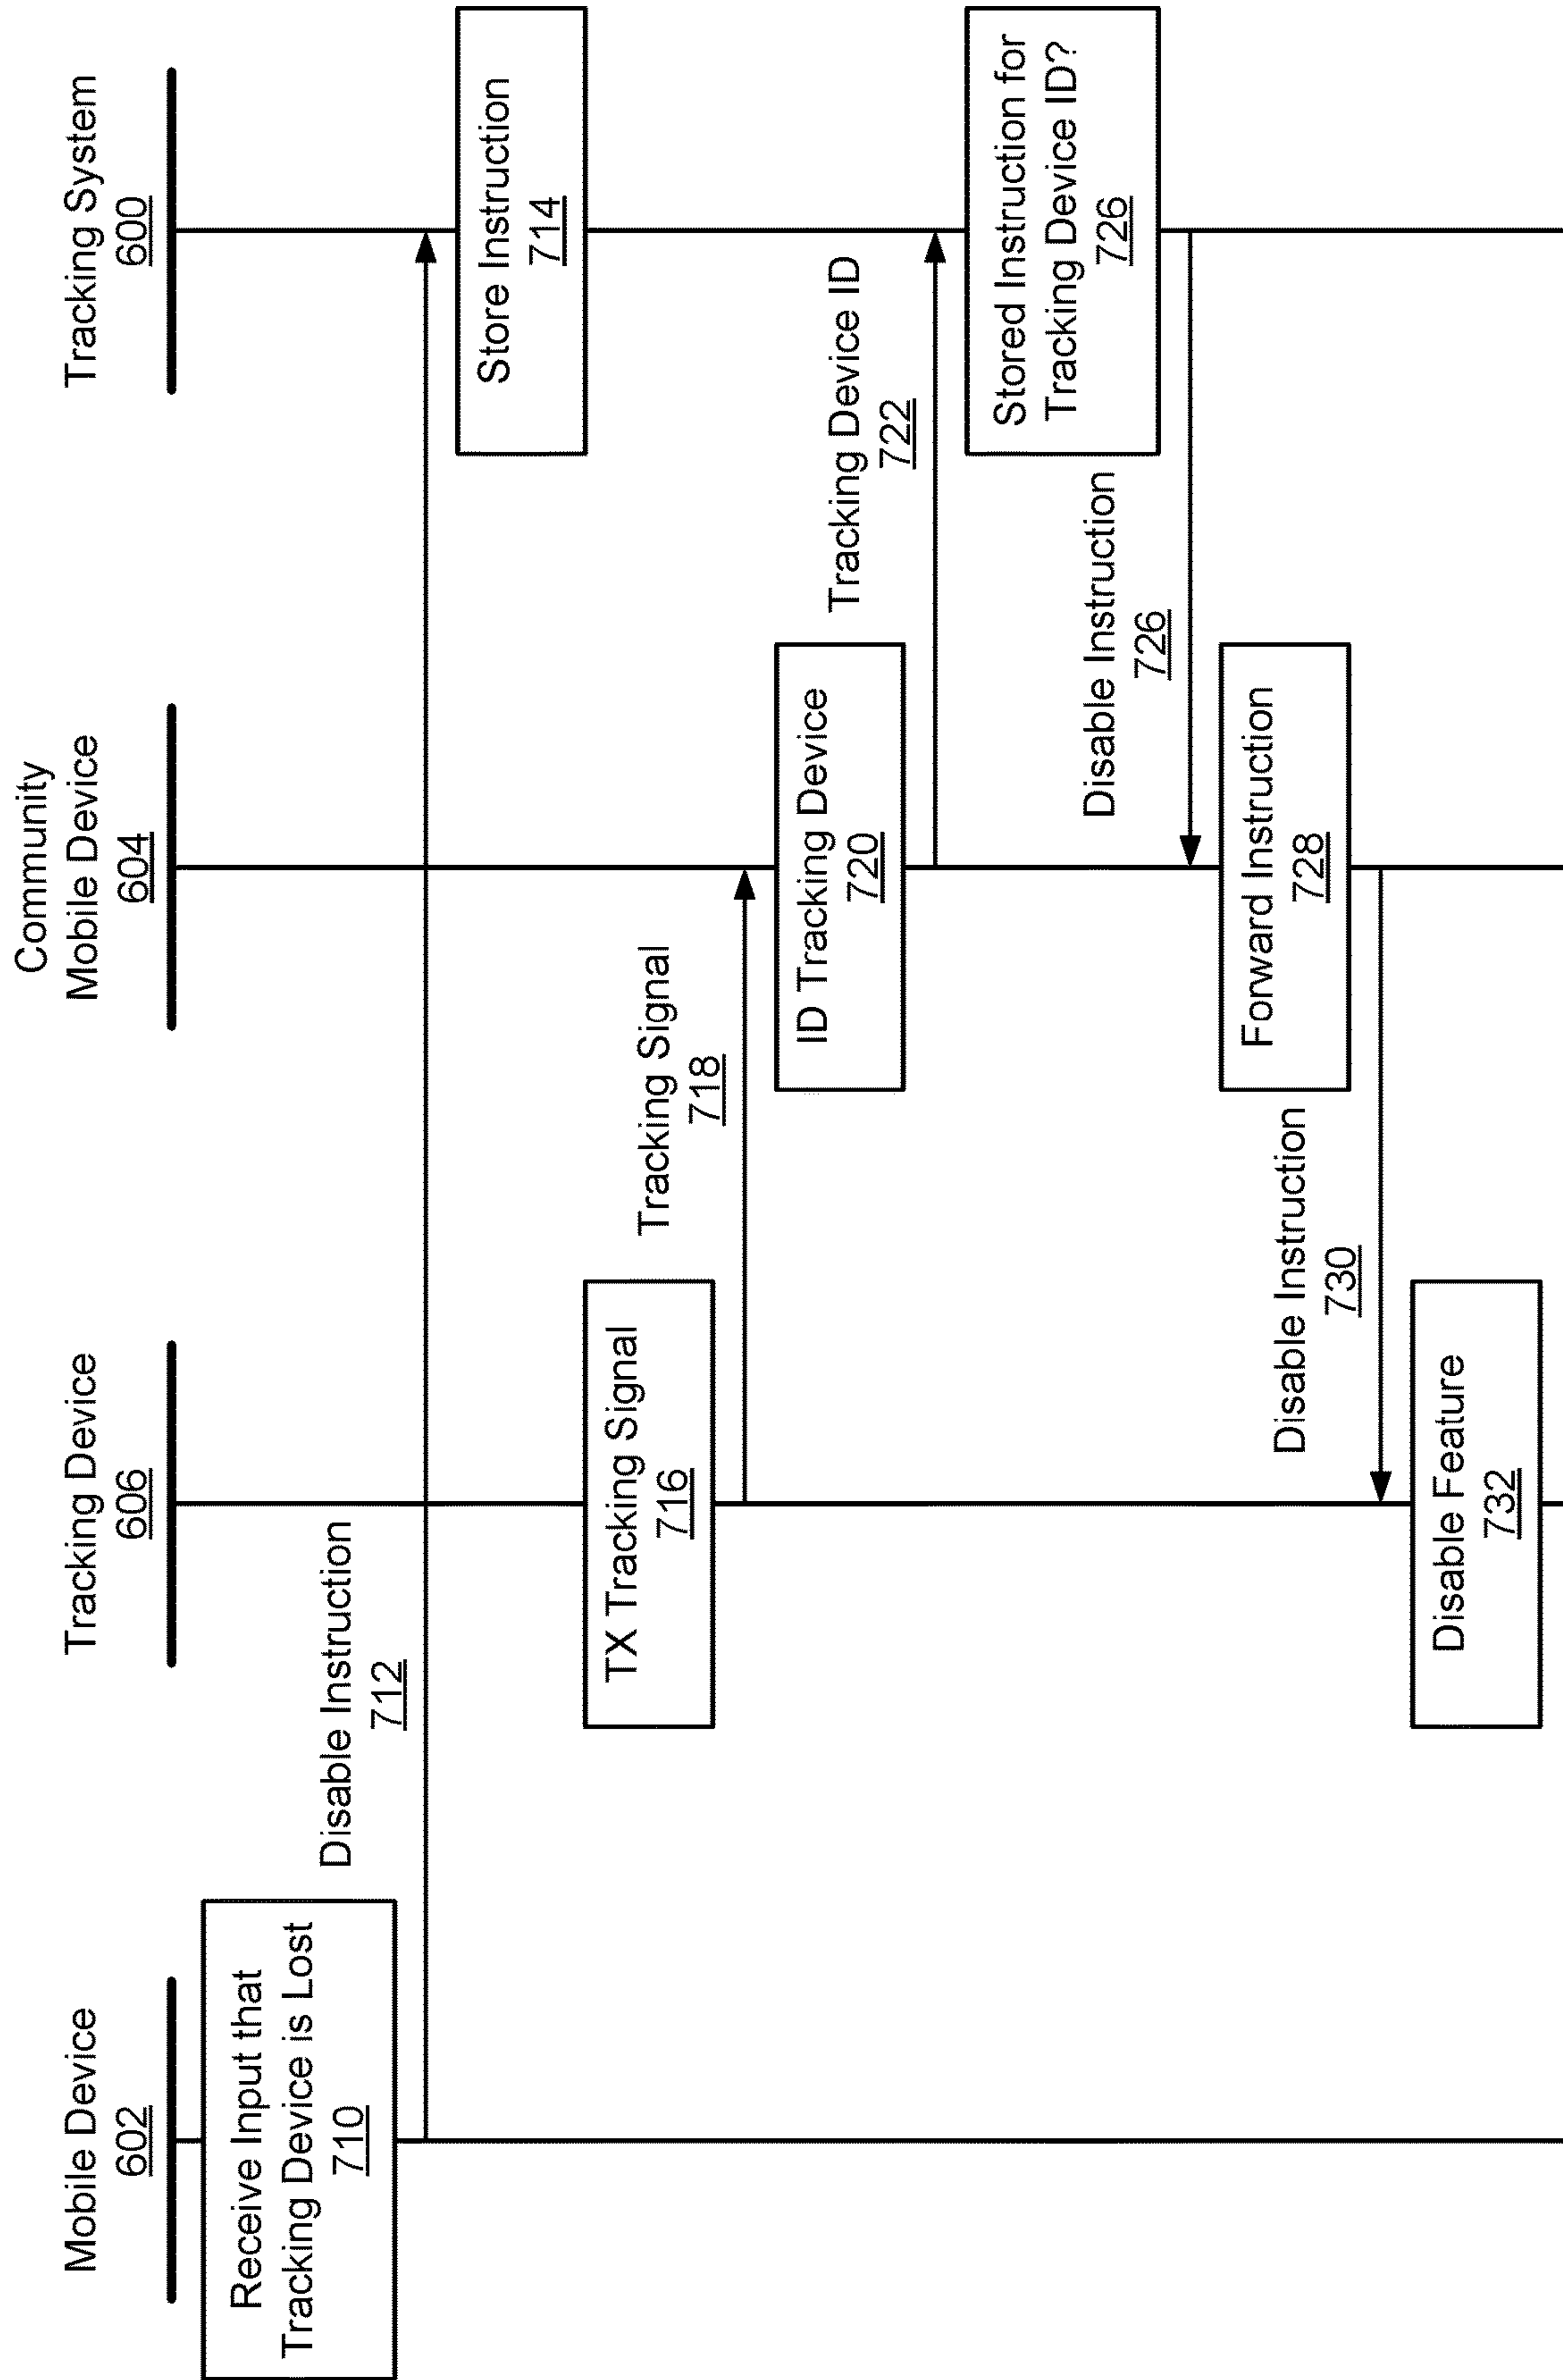 Mobile Device
602
Tracking Device
606
Community
Mobile Device
604
Tracking System
600
Receive Input that
Tracking Device is Lost
710
Disable Instruction
712
Store Instruction
714
TX Tracking Signal
716
Tracking Signal
718
ID Tracking Device
720
Tracking Device ID
722
Stored Instruction for
Tracking Device ID?
726
Disable Instruction
726
Forward Instruction
728
Disable Instruction
730
Disable Feature
732